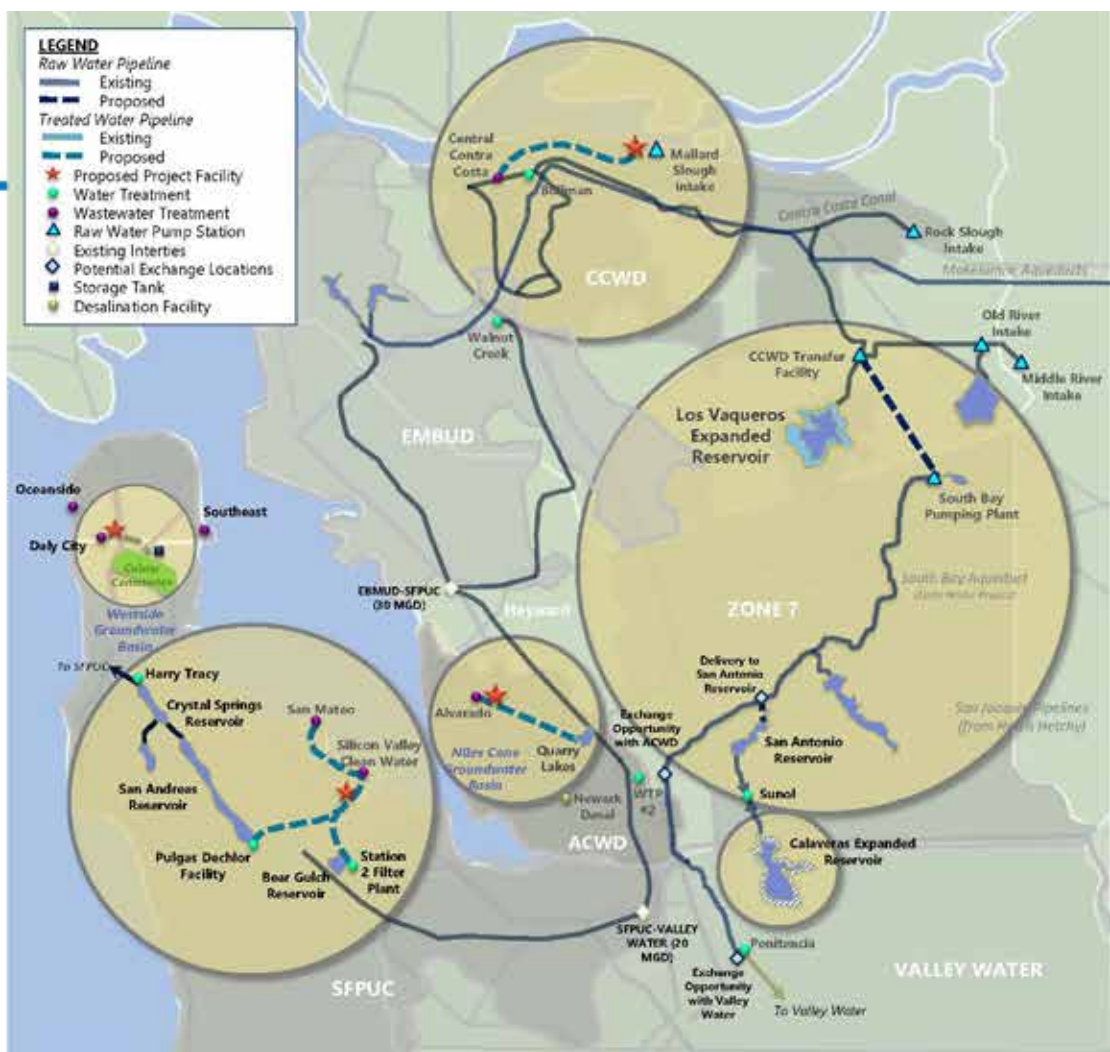 LEGEND
Raw Water Pipeline
Existing
Proposed
Treated Water Pipeline
Existing
Proposed
Proposed Project Facility
Water Treatment
Wastewater Treatment
Raw Water Pump Station
Existing Interties
Potential Exchange Locations
Storage Tank
Desalination Facility
Central
Contra
Costa
Mallard
Slough
Intake
Bollman
Contra Costa Canal
Rock Slough
Intake
Mokelumne Aqueducts
CCWD
Walnut
Creek
Old River
Intake
CCWD Transfer
Facility
Middle River
Intake
Los Vaqueros
Expanded
Reservoir
EMBUD
South Bay
Pumping Plant
Oceanside
Southeast
Daly City
Westside
Groundwater
Basin
EBMUD-SFPUC
(30 MGD)
Hayward
South Bay Aqueduct
(State Water Project)
ZONE 7
To SFPUC
Harry Tracy
Crystal Springs
Reservoir
San Mateo
Silicon Valley
Clean Water
San Andreas
Reservoir
Pulgas Dechlor
Facility
Bear Gulch
Reservoir
Station
2 Filter
Plant
Alvarado
Quarry
Lakes
Niles Cone
Groundwater
Basin
Newark
Desal
Exchange
Opportunity
with ACWD
WTP
#2
ACWD
Delivery to
San Antonio
Reservoir
San Antonio
Reservoir
San Joaquin Pipelines
(from Hetch Hetchy)
Sunol
Calaveras Expanded
Reservoir
SFPUC-VALLEY
WATER (20
MGD)
Penitencia
Exchange
Opportunity
with Valley
Water
To Valley Water
VALLEY WATER
SFPUC